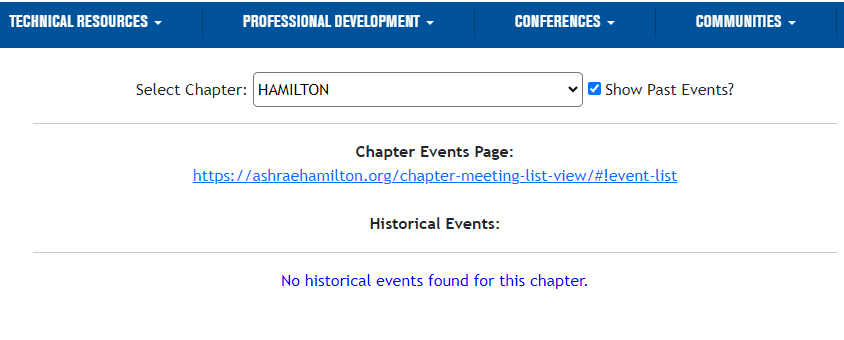 TECHNICAL RESOURCES PROFESSIONAL DEVELOPMENT CONFERENCES COMMUNITIES
Select Chapter: HAMILTON Show Past Events?
Chapter Events Page:
https://ashraehamilton.org/chapter-meeting-list-view/#!event-list
Historical Events:
No historical events found for this chapter.